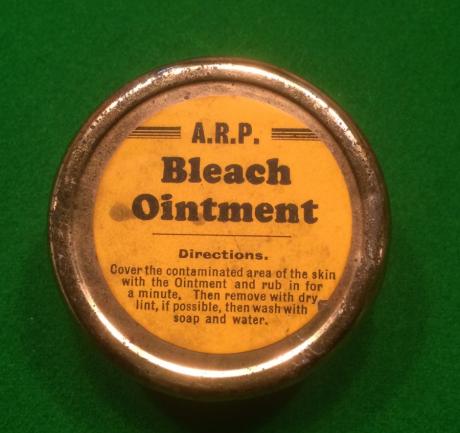 A.R.P.
Bleach
Ointment
Directions.
Cover the contaminated area of the skin
with the Ointment and rub in for
a minute. Then remove with dry
lint, if possible, then wash with
soap and water.